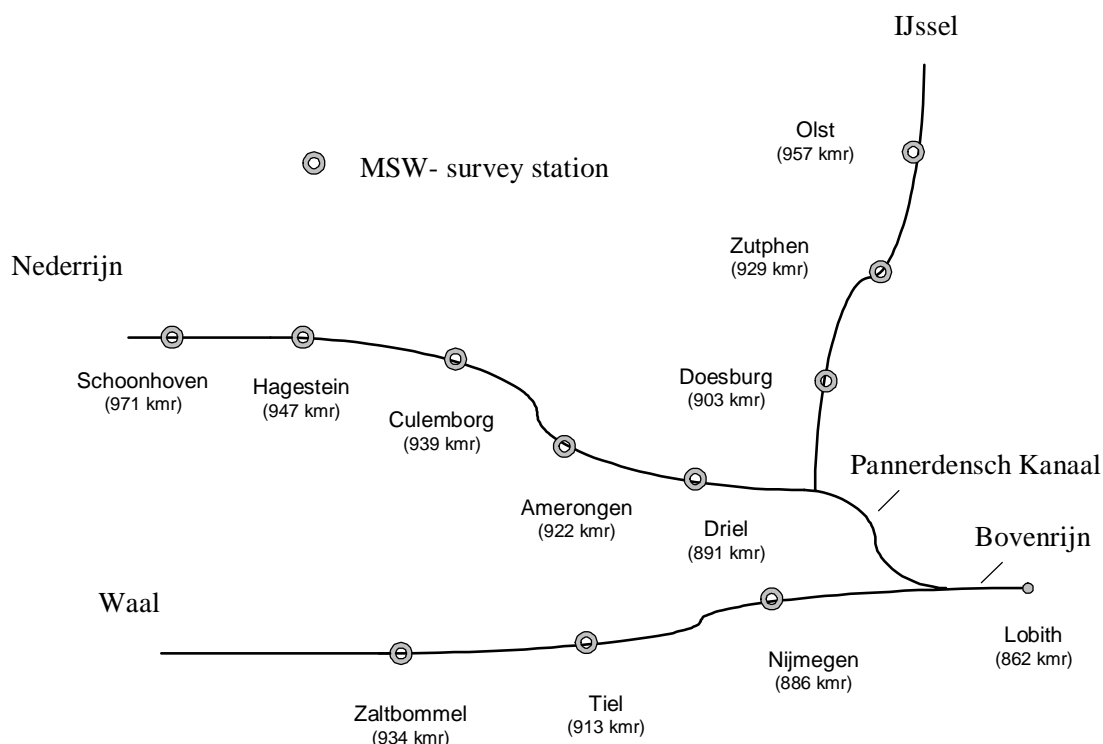 IJssel
Olst
(957 kmr)
MSW- survey station
Zutphen
(929 kmr)
Nederrijn
Schoonhoven
(971 kmr)
Hagestein
(947 kmr)
Culemborg
(939 kmr)
Doesburg
(903 kmr)
Pannerdensch Kanaal
Amerongen
(922 kmr)
Driel
(891 kmr)
Bovenrijn
Waal
Lobith
(862 kmr)
Nijmegen
(886 kmr)
Tiel
(913 kmr)
Zaltbommel
(934 kmr)